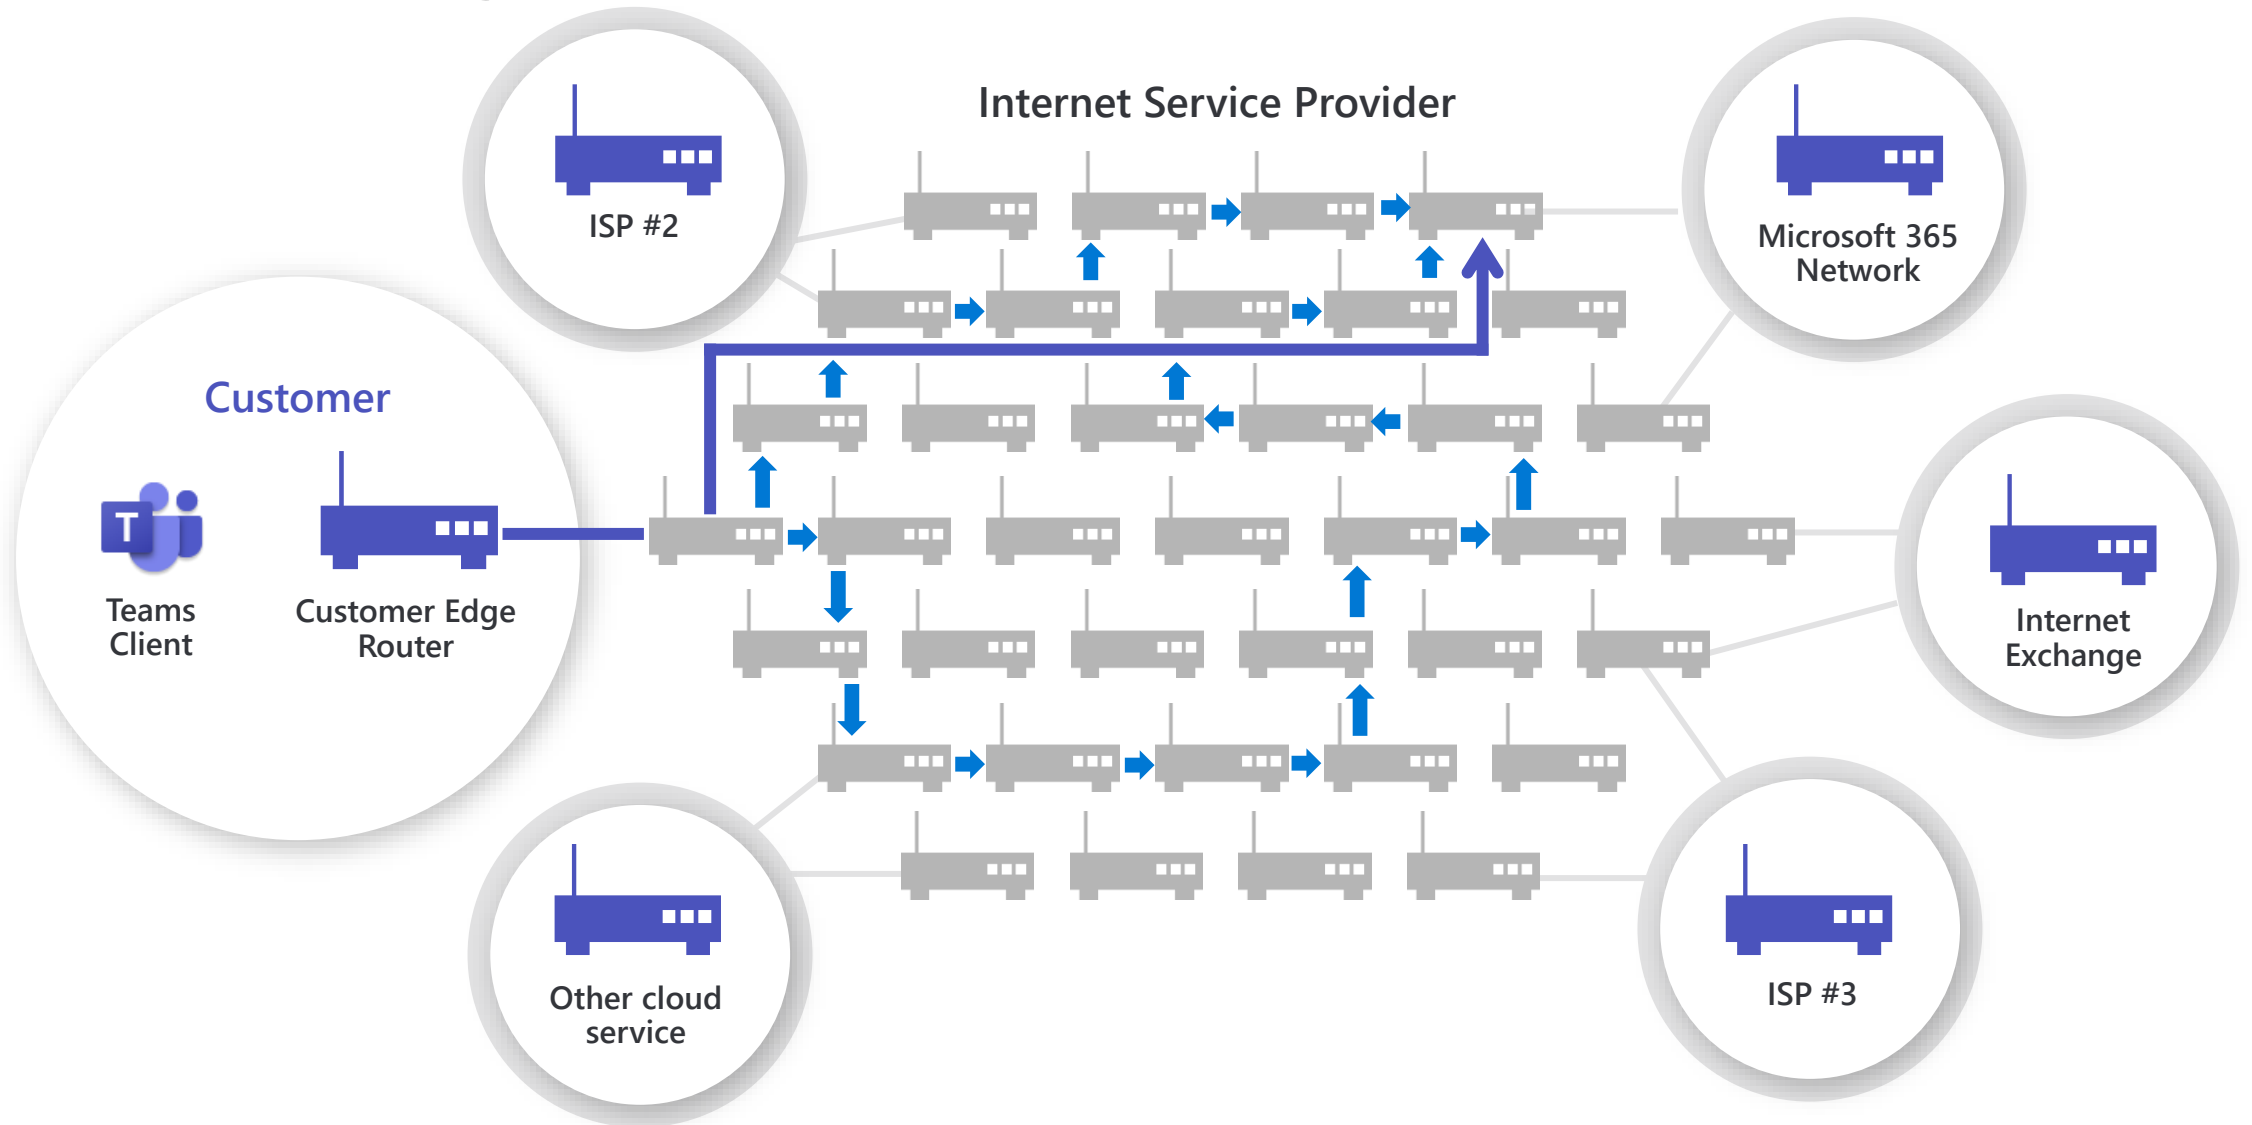 Internet Service Provider
ISP #2
Microsoft 365
Network
Customer
T
Teams
Client
Customer Edge
Router
Internet
Exchange
Other cloud
service
ISP #3